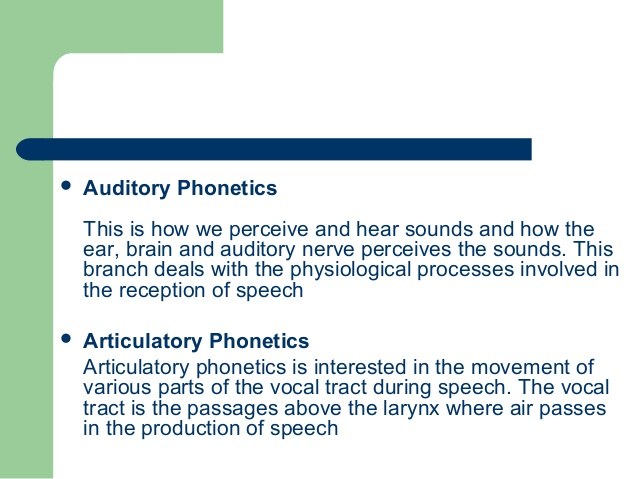 Auditory Phonetics
This is how we perceive and hear sounds and how the
ear, brain and auditory nerve perceives the sounds. This
branch deals with the physiological processes involved in
the reception of speech
Articulatory Phonetics
Articulatory phonetics is interested in the movement of
various parts of the vocal tract during speech. The vocal
tract is the passages above the larynx where air passes
in the production of speech